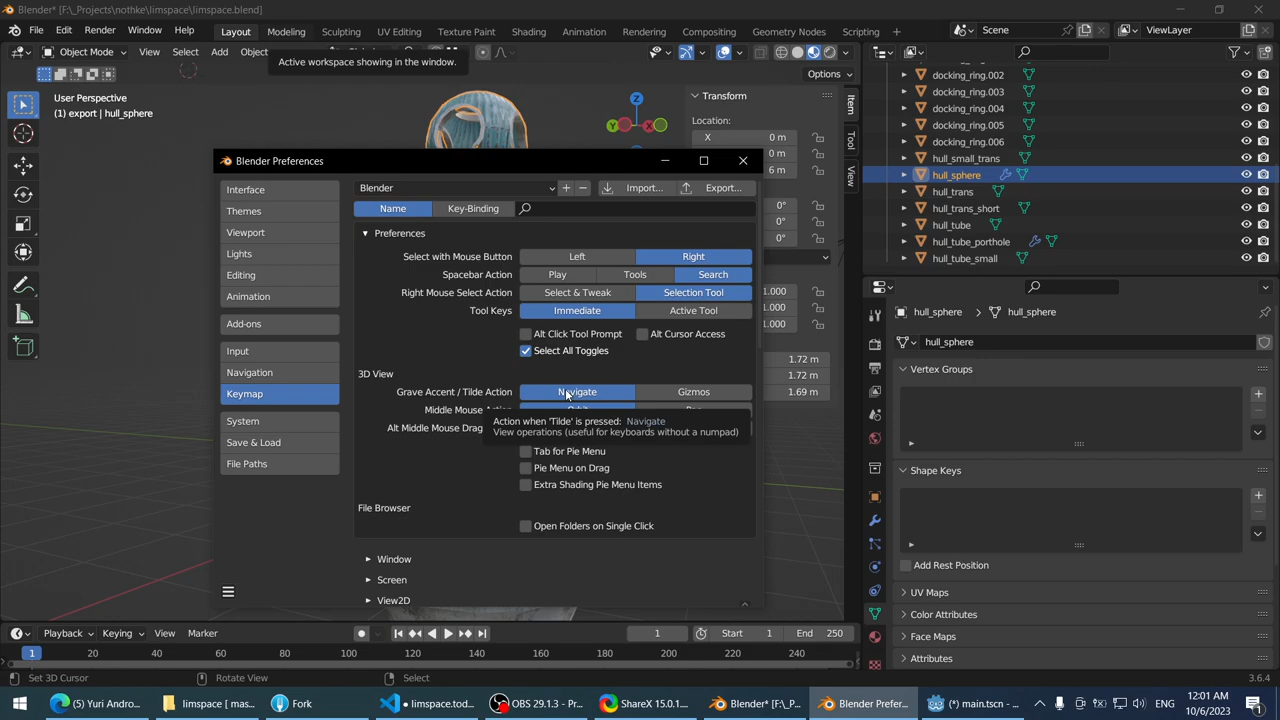 Blender* [F:\_Projects\nothke\limspace\limspace.blend]
File Edit Render Window Help Layout Modeling Sculpting UV Editing Texture Paint Shading Animation Rendering Compositing Geometry Nodes Scripting + Scene ViewLayer
Object Mode View Select Add Object
Active workspace showing in the window.
Options
User Perspective
(1) export | hull_sphere
Y X
Transform
Location:
X 0 m
0 m
6 m
0°
0°
0°
1.000
1.000
1.000
1.72 m
1.72 m
1.69 m
Item
Tool
View
Blender Preferences
Interface
Themes
Viewport
Lights
Editing
Animation
Add-ons
Input
Navigation
Keymap
System
Save & Load
File Paths
Blender Import... Export...
Name Key-Binding
Preferences
Select with Mouse Button Left Right
Spacebar Action Play Tools Search
Right Mouse Select Action Select & Tweak Selection Tool
Tool Keys Immediate Active Tool
Alt Click Tool Prompt Alt Cursor Access
Select All Toggles
3D View
Grave Accent / Tilde Action Navigate Gizmos
Middle Mouse Action Orbit Pan
Alt Middle Mouse Drag
Action when 'Tilde' is pressed: Navigate
View operations (useful for keyboards without a numpad)
Tab for Pie Menu
Pie Menu on Drag
Extra Shading Pie Menu Items
File Browser
Open Folders on Single Click
Window
Screen
View2D
docking_ring.002
docking_ring.003
docking_ring.004
docking_ring.005
docking_ring.006
hull_small_trans
hull_sphere
hull_trans
hull_trans_short
hull_tube
hull_tube_porthole
hull_tube_small
hull_sphere hull_sphere
hull_sphere
Vertex Groups
Shape Keys
Add Rest Position
UV Maps
Color Attributes
Face Maps
Attributes
Playback Keying View Marker 1 Start 1 End 250
1 20 40 60 80 100 120 140 160 180 200 220 240
Set 3D Cursor Rotate View Select 3.6.4
(5) Yuri Andro... limspace [ mas... Fork • limspace.tod... OBS 29.1.3 - Pr... ShareX 15.0.1... Blender* [F:\_P... Blender Prefer... (*) main.tscn - ... ENG 12:01 AM
10/6/2023